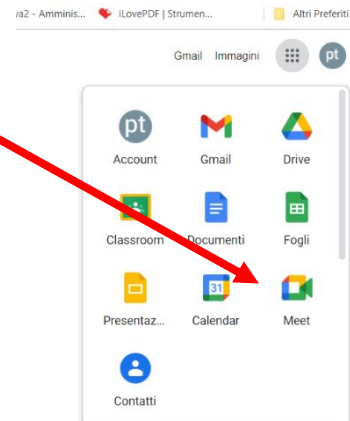 va2 - Amminis... iLovePDF | Strumen... Altri Preferiti
Gmail Immagini pt
pt
Account Gmail Drive
Classroom Documenti Fogli
31
Presentaz... Calendar Meet
Contatti